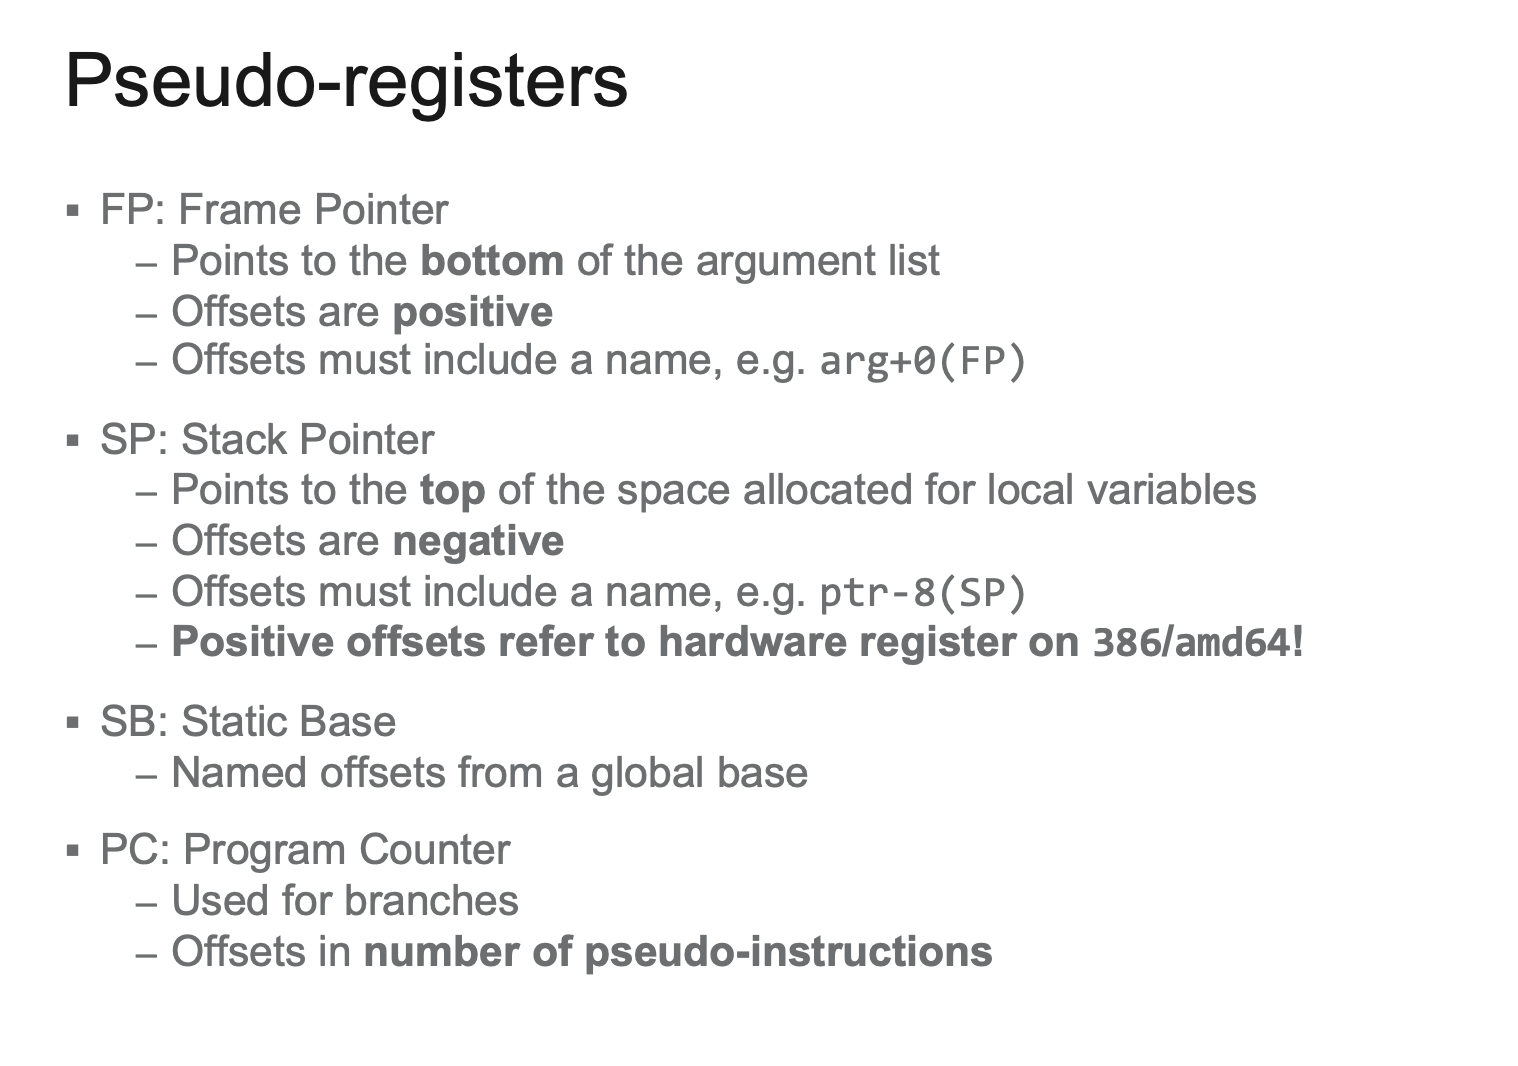 Pseudo-registers
▪ FP: Frame Pointer
– Points to the bottom of the argument list
– Offsets are positive
– Offsets must include a name, e.g. arg+0(FP)
▪ SP: Stack Pointer
– Points to the top of the space allocated for local variables
– Offsets are negative
– Offsets must include a name, e.g. ptr-8(SP)
– Positive offsets refer to hardware register on 386/amd64!
▪ SB: Static Base
– Named offsets from a global base
▪ PC: Program Counter
– Used for branches
– Offsets in number of pseudo-instructions